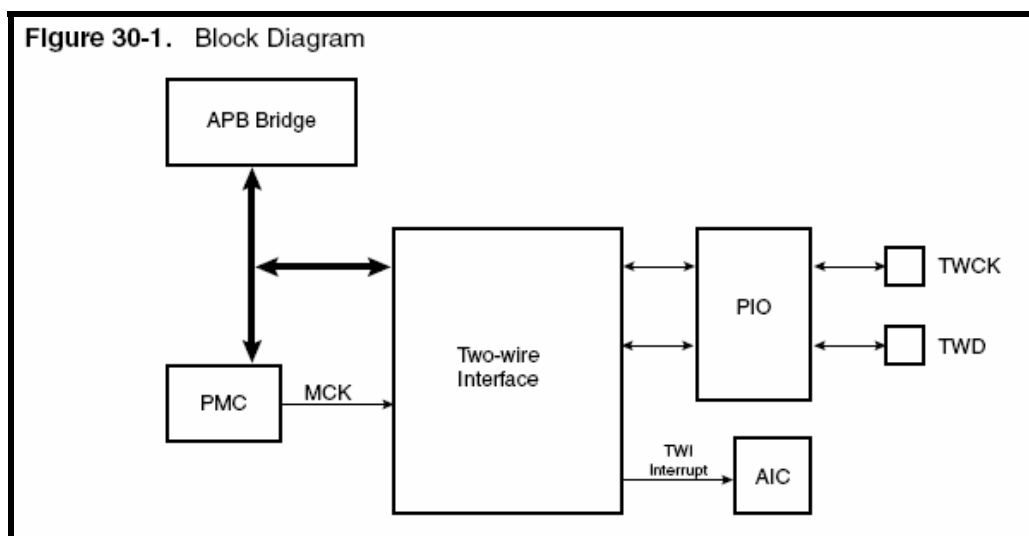 Figure 30-1. Block Diagram
APB Bridge
TWCK
PIO
Two-wire
Interface
TWD
PMC
MCK
TWI
Interrupt
AIC